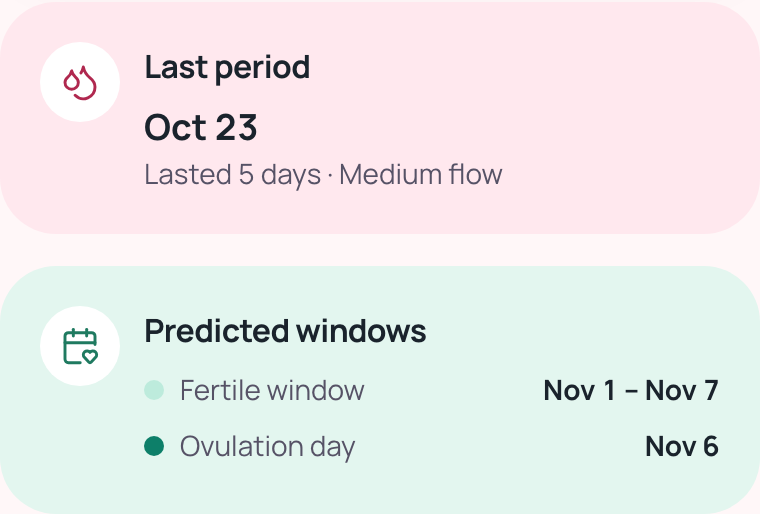 Last period
Oct 23
Lasted 5 days · Medium flow
Predicted windows
Fertile window Nov 1 – Nov 7
Ovulation day Nov 6